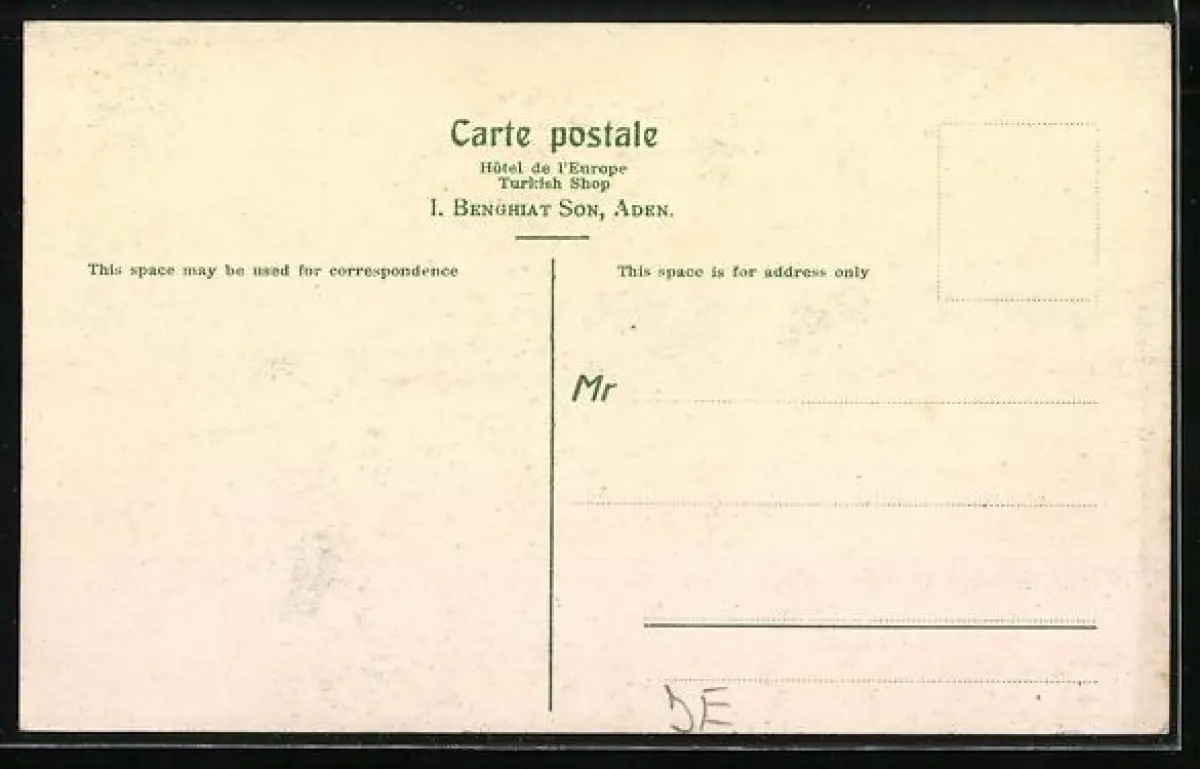 Carte postale
Hôtel de l'Europe
Turkish Shop
I. BENGHIAT SON, ADEN.
This space may be used for correspondence
This space is for address only
Mr
DE